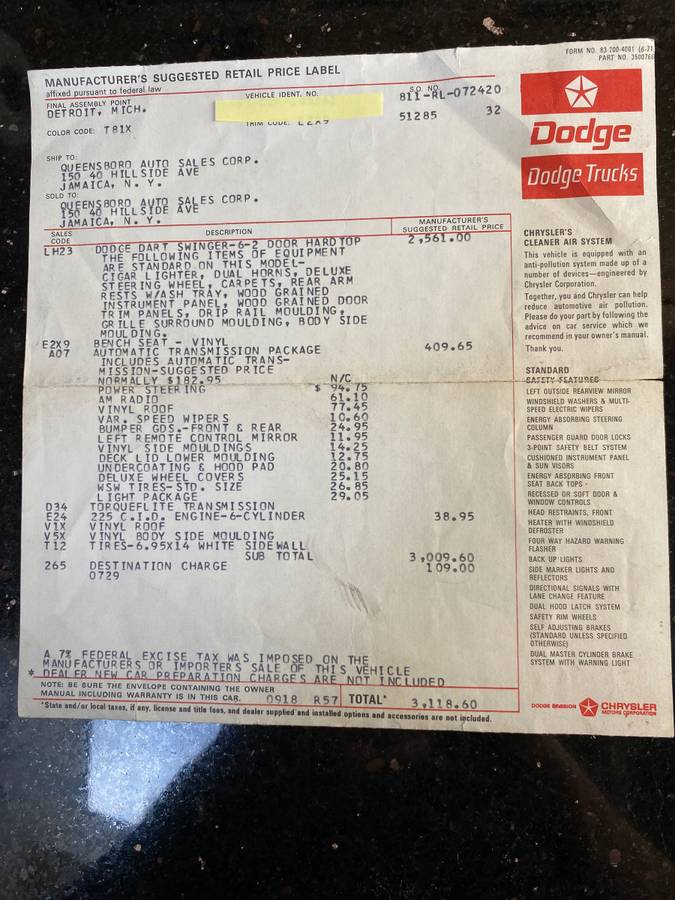 FORM NO. 83-700-4001 (6-71
PART NO. 3500766
MANUFACTURER'S SUGGESTED RETAIL PRICE LABEL
affixed pursuant to federal law
FINAL ASSEMBLY POINT
DETROIT, MICH.
VEHICLE IDENT. NO.
S.O. NO.
811-RL-072420
COLOR CODE: T81X
TRIM CODE: E2X9
51285 32
SHIP TO:
QUEENSBORO AUTO SALES CORP.
150 40 HILLSIDE AVE
JAMAICA, N. Y.
SOLD TO:
QUEENSBORO AUTO SALES CORP.
150 40 HILLSIDE AVE
JAMAICA, N. Y.
SALES CODE DESCRIPTION MANUFACTURER'S SUGGESTED RETAIL PRICE
LH23 DODGE DART SWINGER-6-2 DOOR HARDTOP 2,561.00
THE FOLLOWING ITEMS OF EQUIPMENT
ARE STANDARD ON THIS MODEL-
CIGAR LIGHTER, DUAL HORNS, DELUXE
STEERING WHEEL, CARPETS, REAR ARM
RESTS W/ASH TRAY, WOOD GRAINED
INSTRUMENT PANEL, WOOD GRAINED DOOR
TRIM PANELS, DRIP RAIL MOULDING,
GRILLE SURROUND MOULDING, BODY SIDE
MOULDING.
E2X9 BENCH SEAT - VINYL
A07 AUTOMATIC TRANSMISSION PACKAGE 409.65
INCLUDES AUTOMATIC TRANS-
MISSION-SUGGESTED PRICE
NORMALLY $182.95 N/C
POWER STEERING $ 94.75
AM RADIO 61.10
VINYL ROOF 77.45
VAR. SPEED WIPERS 10.60
BUMPER GDS.-FRONT & REAR 24.95
LEFT REMOTE CONTROL MIRROR 11.95
VINYL SIDE MOULDINGS 14.25
DECK LID LOWER MOULDING 12.75
UNDERCOATING & HOOD PAD 20.80
DELUXE WHEEL COVERS 25.15
WSW TIRES-STD. SIZE 26.85
LIGHT PACKAGE 29.05
D34 TORQUEFLITE TRANSMISSION
E24 225 C.I.D. ENGINE-6-CYLINDER 38.95
V1X VINYL ROOF
V5X VINYL BODY SIDE MOULDING
T12 TIRES-6.95X14 WHITE SIDEWALL
SUB TOTAL 3,009.60
265 DESTINATION CHARGE 109.00
0729
A 7% FEDERAL EXCISE TAX WAS IMPOSED ON THE
MANUFACTURERS OR IMPORTERS SALE OF THIS VEHICLE
* DEALER NEW CAR PREPARATION CHARGES ARE NOT INCLUDED
NOTE: BE SURE THE ENVELOPE CONTAINING THE OWNER
MANUAL INCLUDING WARRANTY IS IN THIS CAR. 0918 R57 TOTAL* 3,118.60
*State and/or local taxes, if any, license and title fees, and dealer supplied and installed options and accessories are not included.
Dodge
Dodge Trucks
CHRYSLER'S
CLEANER AIR SYSTEM
This vehicle is equipped with an
anti-pollution system made up of a
number of devices—engineered by
Chrysler Corporation.
Together, you and Chrysler can help
reduce automotive air pollution.
Please do your part by following the
advice on car service which we
recommend in your owner's manual.
Thank you.
STANDARD
SAFETY FEATURES
LEFT OUTSIDE REARVIEW MIRROR
WINDSHIELD WASHERS & MULTI-
SPEED ELECTRIC WIPERS
ENERGY ABSORBING STEERING
COLUMN
PASSENGER GUARD DOOR LOCKS
3-POINT SAFETY BELT SYSTEM
CUSHIONED INSTRUMENT PANEL
& SUN VISORS
ENERGY ABSORBING FRONT
SEAT BACK TOPS -
RECESSED OR SOFT DOOR &
WINDOW CONTROLS
HEAD RESTRAINTS, FRONT
HEATER WITH WINDSHIELD
DEFROSTER
FOUR WAY HAZARD WARNING
FLASHER
BACK UP LIGHTS
SIDE MARKER LIGHTS AND
REFLECTORS
DIRECTIONAL SIGNALS WITH
LANE CHANGE FEATURE
DUAL HOOD LATCH SYSTEM
SAFETY RIM WHEELS
SELF ADJUSTING BRAKES
(STANDARD UNLESS SPECIFIED
OTHERWISE)
DUAL MASTER CYLINDER BRAKE
SYSTEM WITH WARNING LIGHT
DODGE DIVISION CHRYSLER
MOTORS CORPORATION